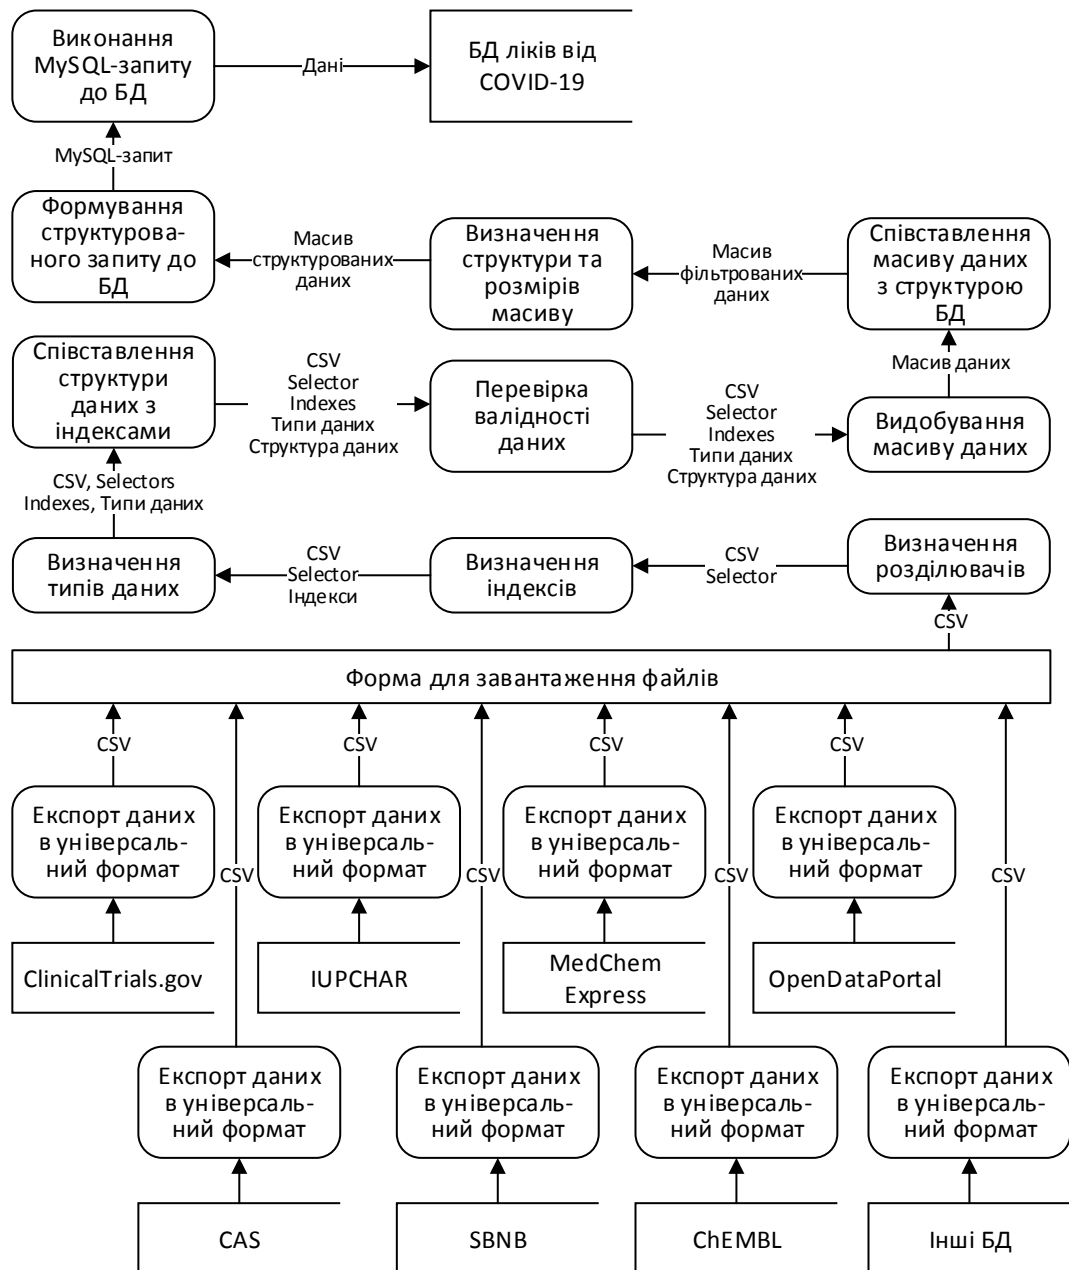 Виконання
MySQL-запиту
до БД
Дані
БД ліків від
COVID-19
MySQL-запит
Формування
структурова-
ного запиту до
БД
Масив
структурованих
даних
Визначення
структури та
розмірів
масиву
Масив
фільтрованих
даних
Співставлення
масиву даних
з структурою
БД
Масив даних
Співставлення
структури
даних з
індексами
CSV
Selector
Indexes
Типи даних
Структура даних
Перевірка
валідності
даних
CSV
Selector
Indexes
Типи даних
Структура даних
Видобування
масиву даних
CSV, Selectors
Indexes, Типи даних
Визначення
типів даних
CSV
Selector
Індекси
Визначення
індексів
CSV
Selector
Визначення
розділювачів
CSV
Форма для завантаження файлів
CSV
CSV
CSV
CSV
Експорт даних
в універсаль-
ний формат
Експорт даних
в універсаль-
ний формат
Експорт даних
в універсаль-
ний формат
Експорт даних
в універсаль-
ний формат
CSV
CSV
CSV
CSV
ClinicalTrials.gov
IUPCHAR
MedChem
Express
OpenDataPortal
Експорт даних
в універсаль-
ний формат
Експорт даних
в універсаль-
ний формат
Експорт даних
в універсаль-
ний формат
Експорт даних
в універсаль-
ний формат
CAS
SBNB
ChEMBL
Інші БД